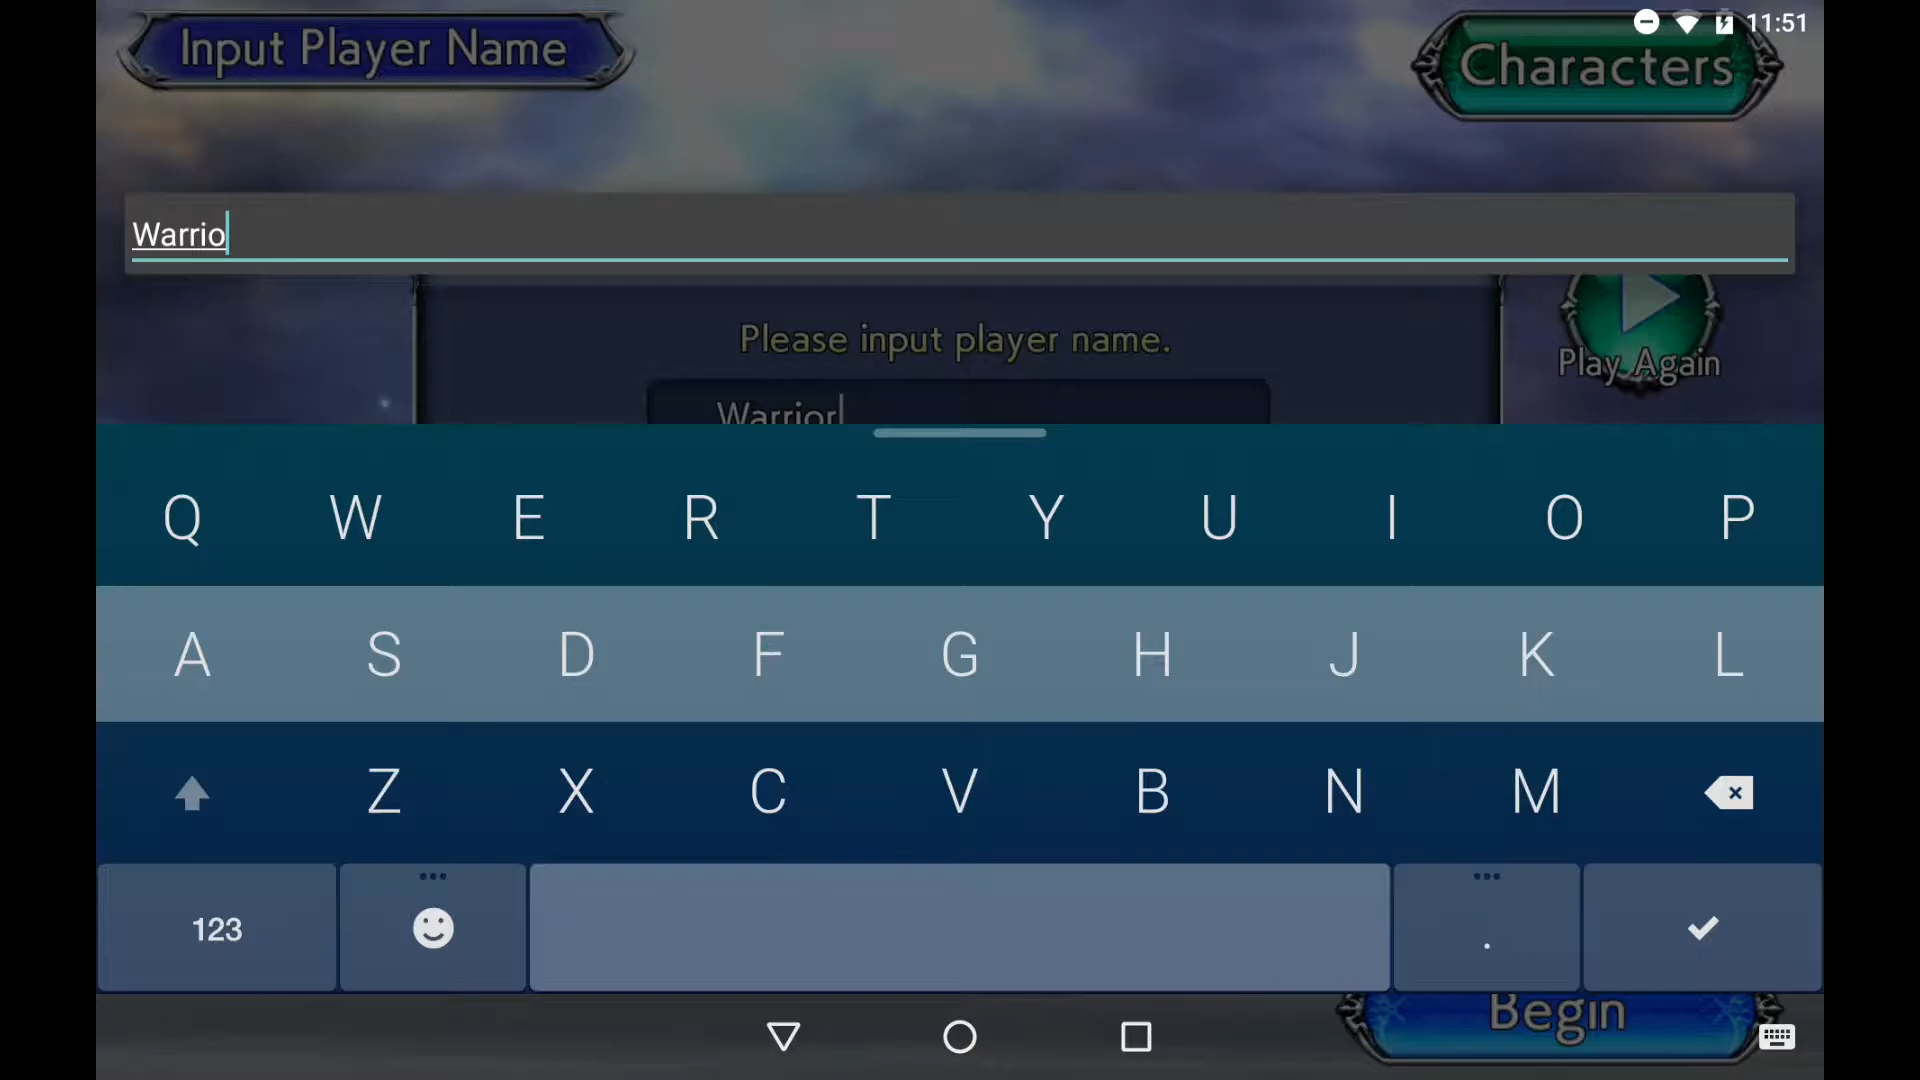 Input Player Name
11:51
Characters
Warrio
Please input player name.
Play Again
Warrior
Q W E R T Y U I O P
A S D F G H J K L
Z X C V B N M
123 .
Begin